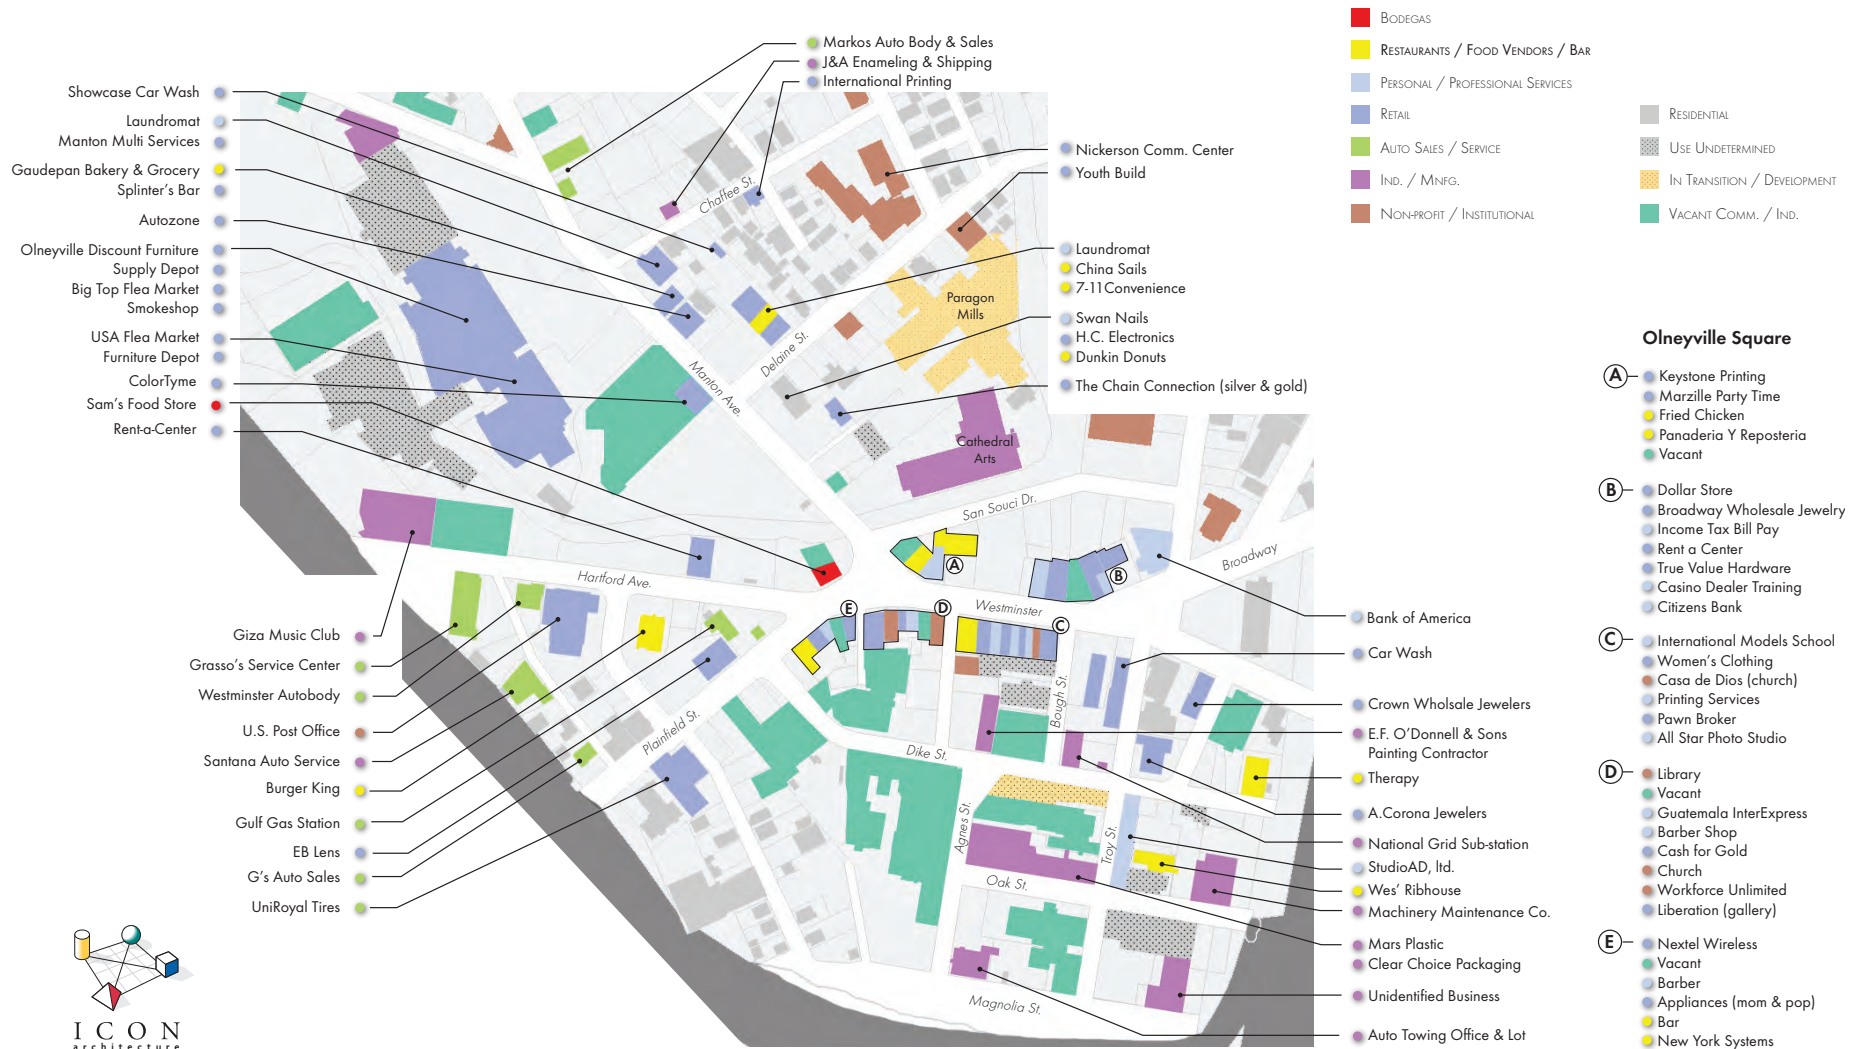 Markos Auto Body & Sales
J&A Enameling & Shipping
International Printing
Showcase Car Wash
Laundromat
Manton Multi Services
Gaudepan Bakery & Grocery
Splinter's Bar
Autozone
Olneyville Discount Furniture
Supply Depot
Big Top Flea Market
Smokeshop
USA Flea Market
Furniture Depot
ColorTyme
Sam's Food Store
Rent-a-Center
Nickerson Comm. Center
Youth Build
Laundromat
China Sails
7-11Convenience
Swan Nails
H.C. Electronics
Dunkin Donuts
The Chain Connection (silver & gold)
Chaffee St.
Delaine St.
Manton Ave.
Paragon
Mills
Cathedral
Arts
San Souci Dr.
Broadway
Hartford Ave.
Westminster
A
B
E
D
C
Plainfield St.
Dike St.
Bough St.
Agnes St.
Troy St.
Oak St.
Magnolia St.
Giza Music Club
Grasso's Service Center
Westminster Autobody
U.S. Post Office
Santana Auto Service
Burger King
Gulf Gas Station
EB Lens
G's Auto Sales
UniRoyal Tires
Bank of America
Car Wash
Crown Wholsale Jewelers
E.F. O'Donnell & Sons
Painting Contractor
Therapy
A.Corona Jewelers
National Grid Sub-station
StudioAD, ltd.
Wes' Ribhouse
Machinery Maintenance Co.
Mars Plastic
Clear Choice Packaging
Unidentified Business
Auto Towing Office & Lot
Bodegas
Restaurants / Food Vendors / Bar
Personal / Professional Services
Retail
Auto Sales / Service
Ind. / Mnfg.
Non-profit / Institutional
Residential
Use Undetermined
In Transition / Development
Vacant Comm. / Ind.
Olneyville Square
A
Keystone Printing
Marzille Party Time
Fried Chicken
Panaderia Y Reposteria
Vacant
B
Dollar Store
Broadway Wholesale Jewelry
Income Tax Bill Pay
Rent a Center
True Value Hardware
Casino Dealer Training
Citizens Bank
C
International Models School
Women's Clothing
Casa de Dios (church)
Printing Services
Pawn Broker
All Star Photo Studio
D
Library
Vacant
Guatemala InterExpress
Barber Shop
Cash for Gold
Church
Workforce Unlimited
Liberation (gallery)
E
Nextel Wireless
Vacant
Barber
Appliances (mom & pop)
Bar
New York Systems
ICON
architecture